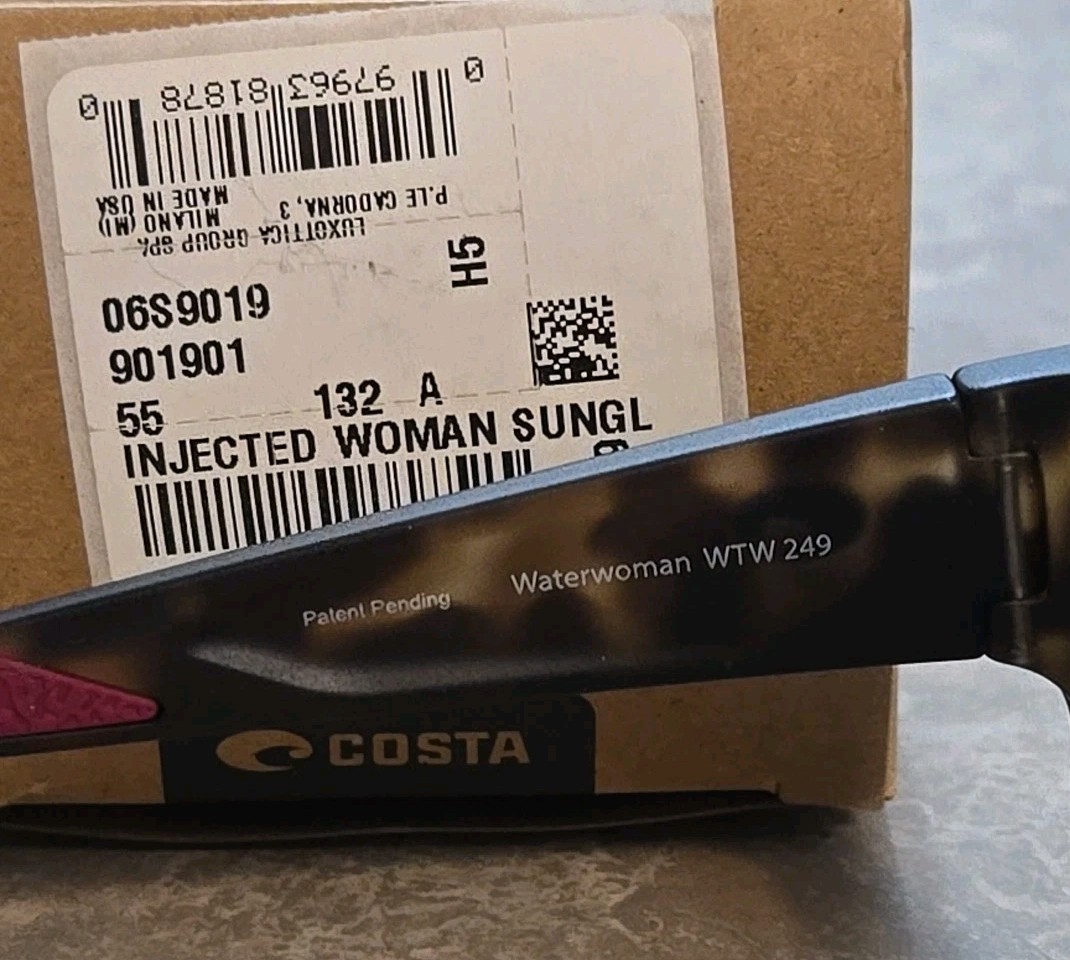 LUXOTTICA GROUP SPA
P.LE CADORNA, 3
MILANO (MI)
MADE IN USA
0 97963 81878 0
H5
06S9019
901901
55 132 A
INJECTED WOMAN SUNGL
Patent Pending
Waterwoman WTW 249
COSTA